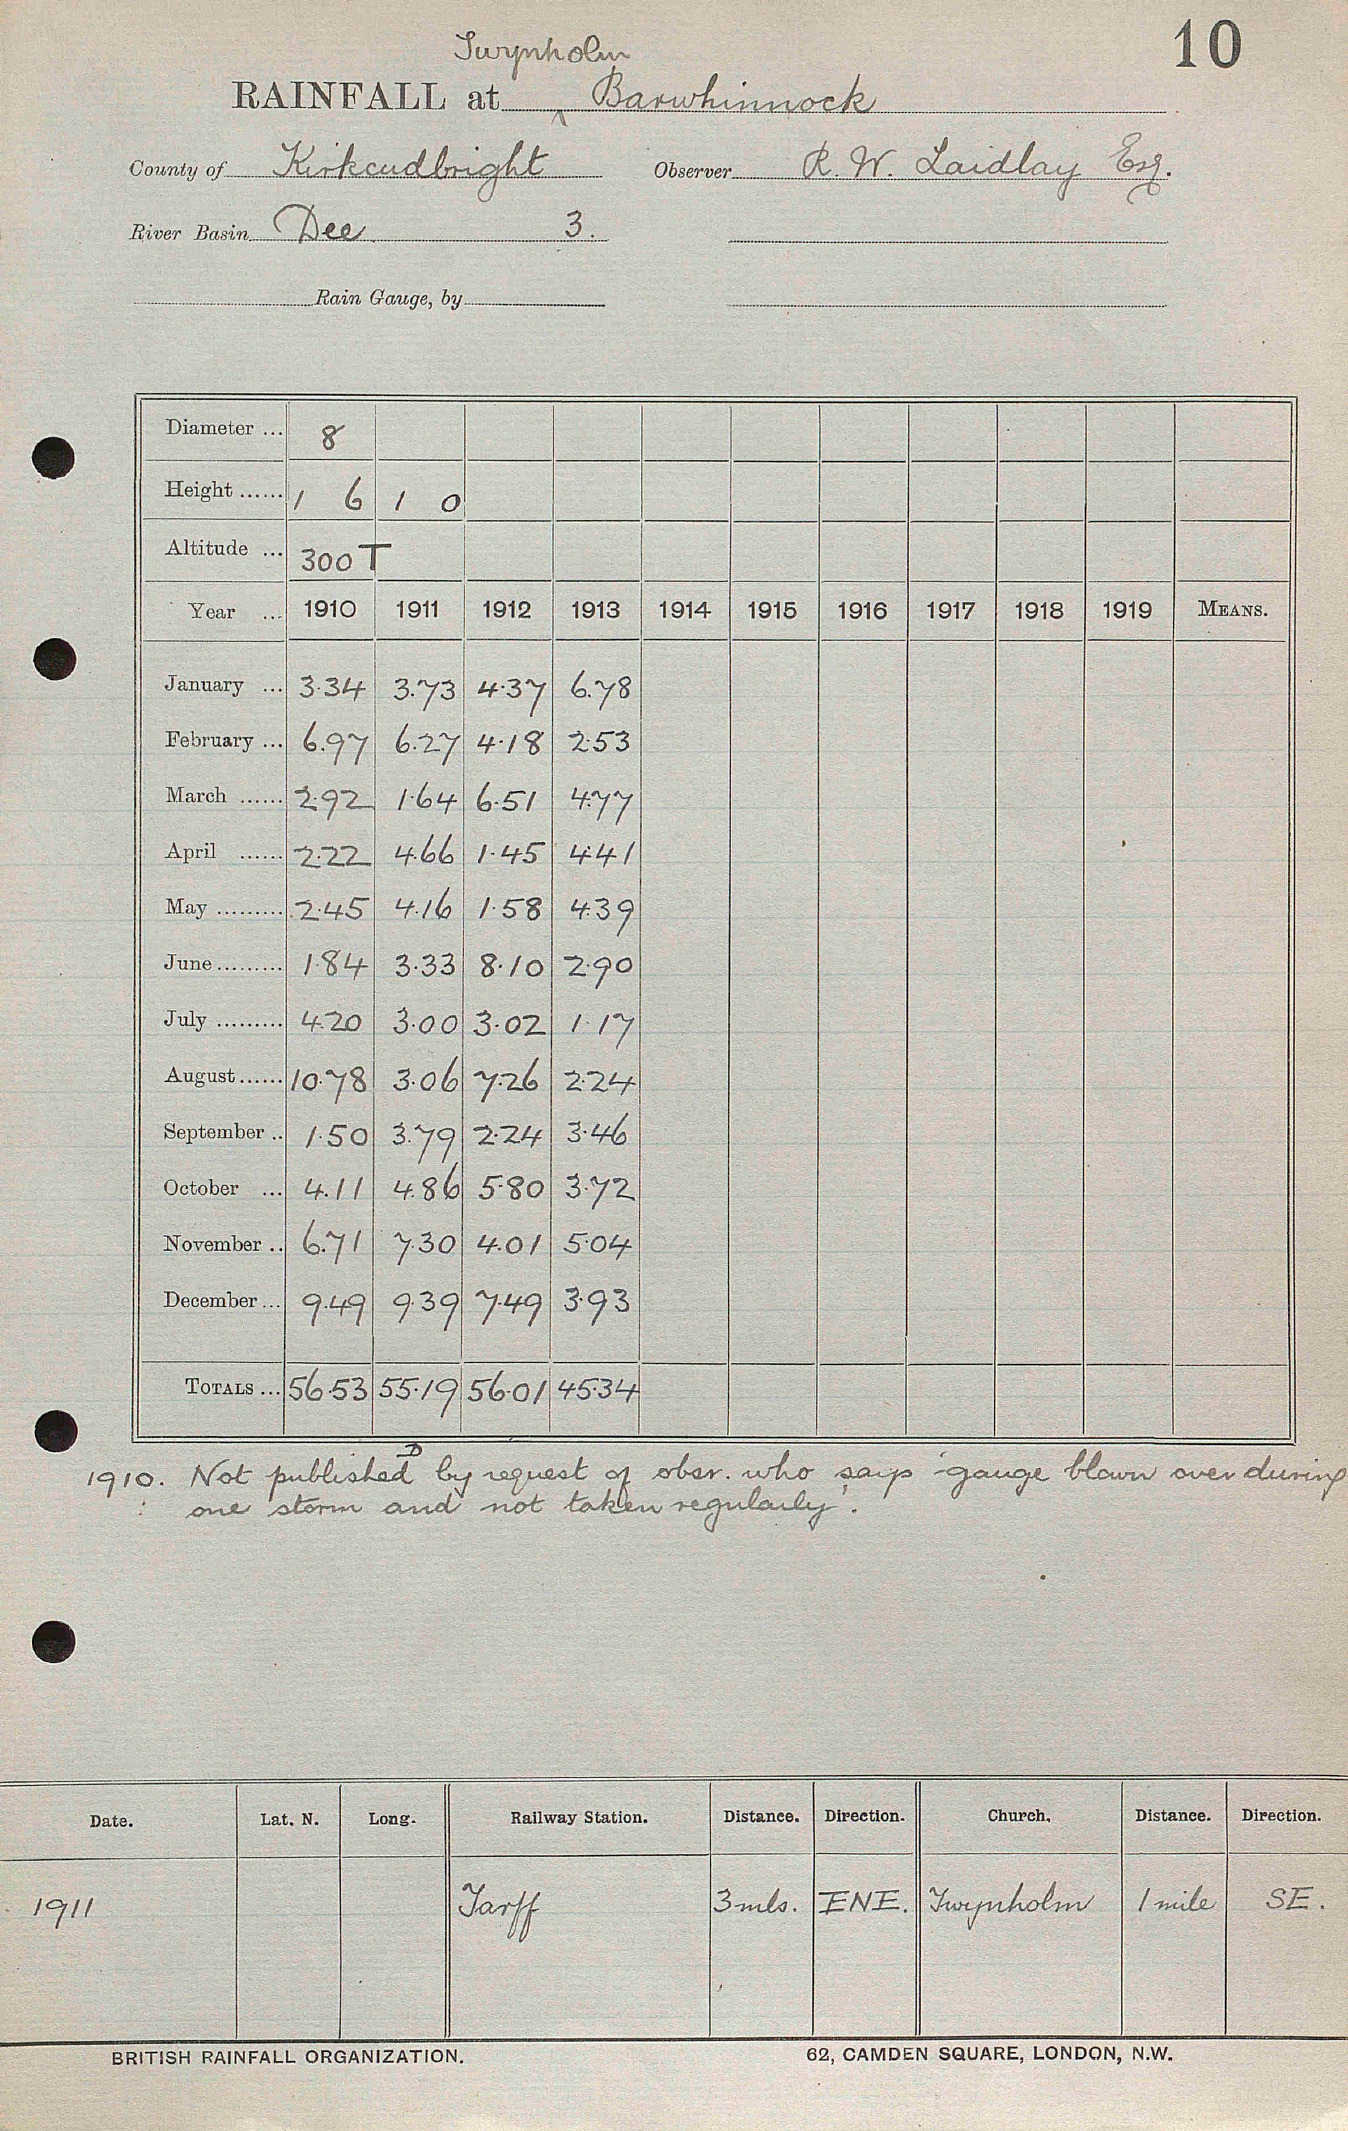 10
Twynholm
RAINFALL at Barwhinnock
County of Kirkcudbright Observer R. W. Laidlay Esq.
River Basin Dee 3.
Rain Gauge, by
Diameter ... 8
Height ...... 1 6 1 0
Altitude ... 300 T
Year ... 1910 1911 1912 1913 1914 1915 1916 1917 1918 1919 MEANS.
January ... 3.34 3.73 4.37 6.78
February ... 6.97 6.27 4.18 2.53
March ...... 2.92 1.64 6.51 4.77
April ...... 2.22 4.66 1.45 4.41
May ......... 2.45 4.16 1.58 4.39
June ......... 1.84 3.33 8.10 2.90
July ......... 4.20 3.00 3.02 1.17
August ...... 10.78 3.06 7.26 2.24
September .. 1.50 3.79 2.24 3.46
October ... 4.11 4.86 5.80 3.72
November .. 6.71 7.30 4.01 5.04
December ... 9.49 9.39 7.49 3.93
TOTALS ... 56.53 55.19 56.01 45.34
D
1910. Not published by request of obsr. who says 'gauge blown over during
one storm and not taken regularly'.
Date. Lat. N. Long. Railway Station. Distance. Direction. Church. Distance. Direction.
1911 Tarff 3 mls. ENE. Twynholm 1 mile SE.
BRITISH RAINFALL ORGANIZATION. 62, CAMDEN SQUARE, LONDON, N.W.